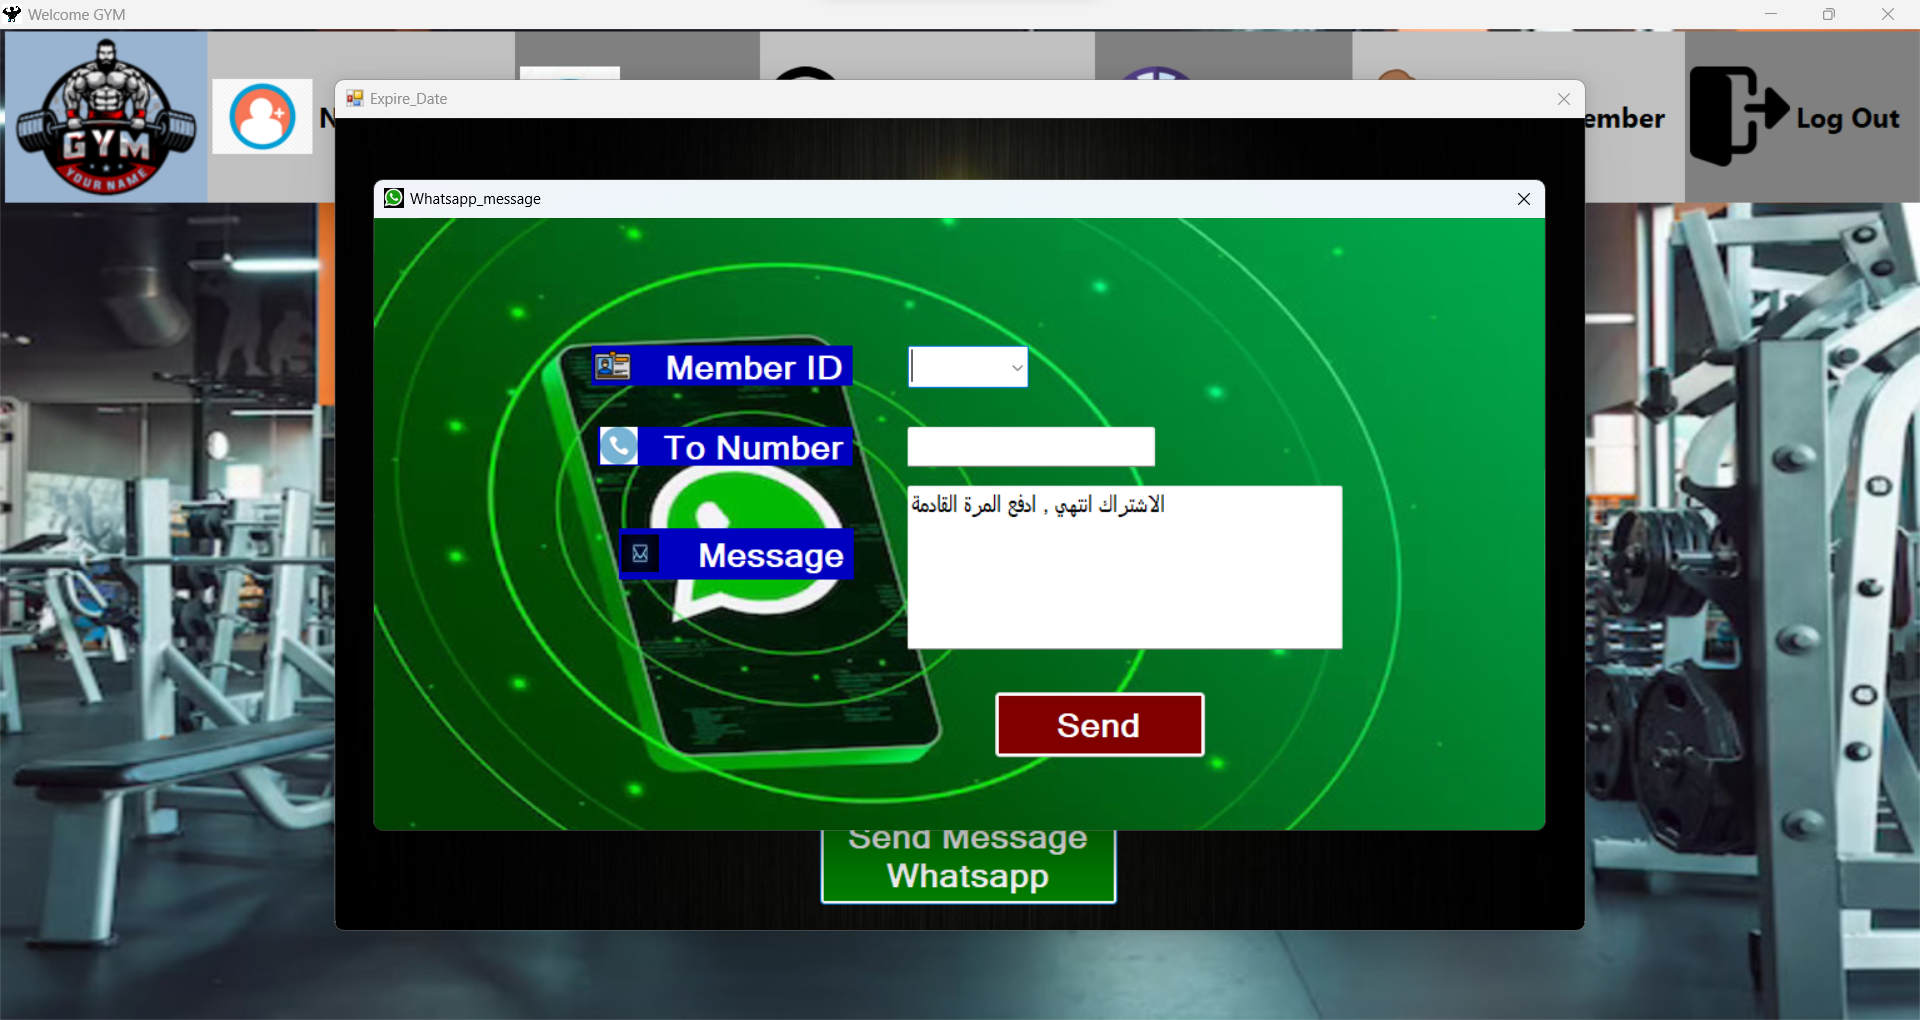 Welcome GYM
GYM
YOUR NAME
N
ember
Log Out
Expire_Date
Whatsapp_message
Member ID
To Number
Message
الاشتراك انتهي , ادفع المرة القادمة
Send
Send Message
Whatsapp